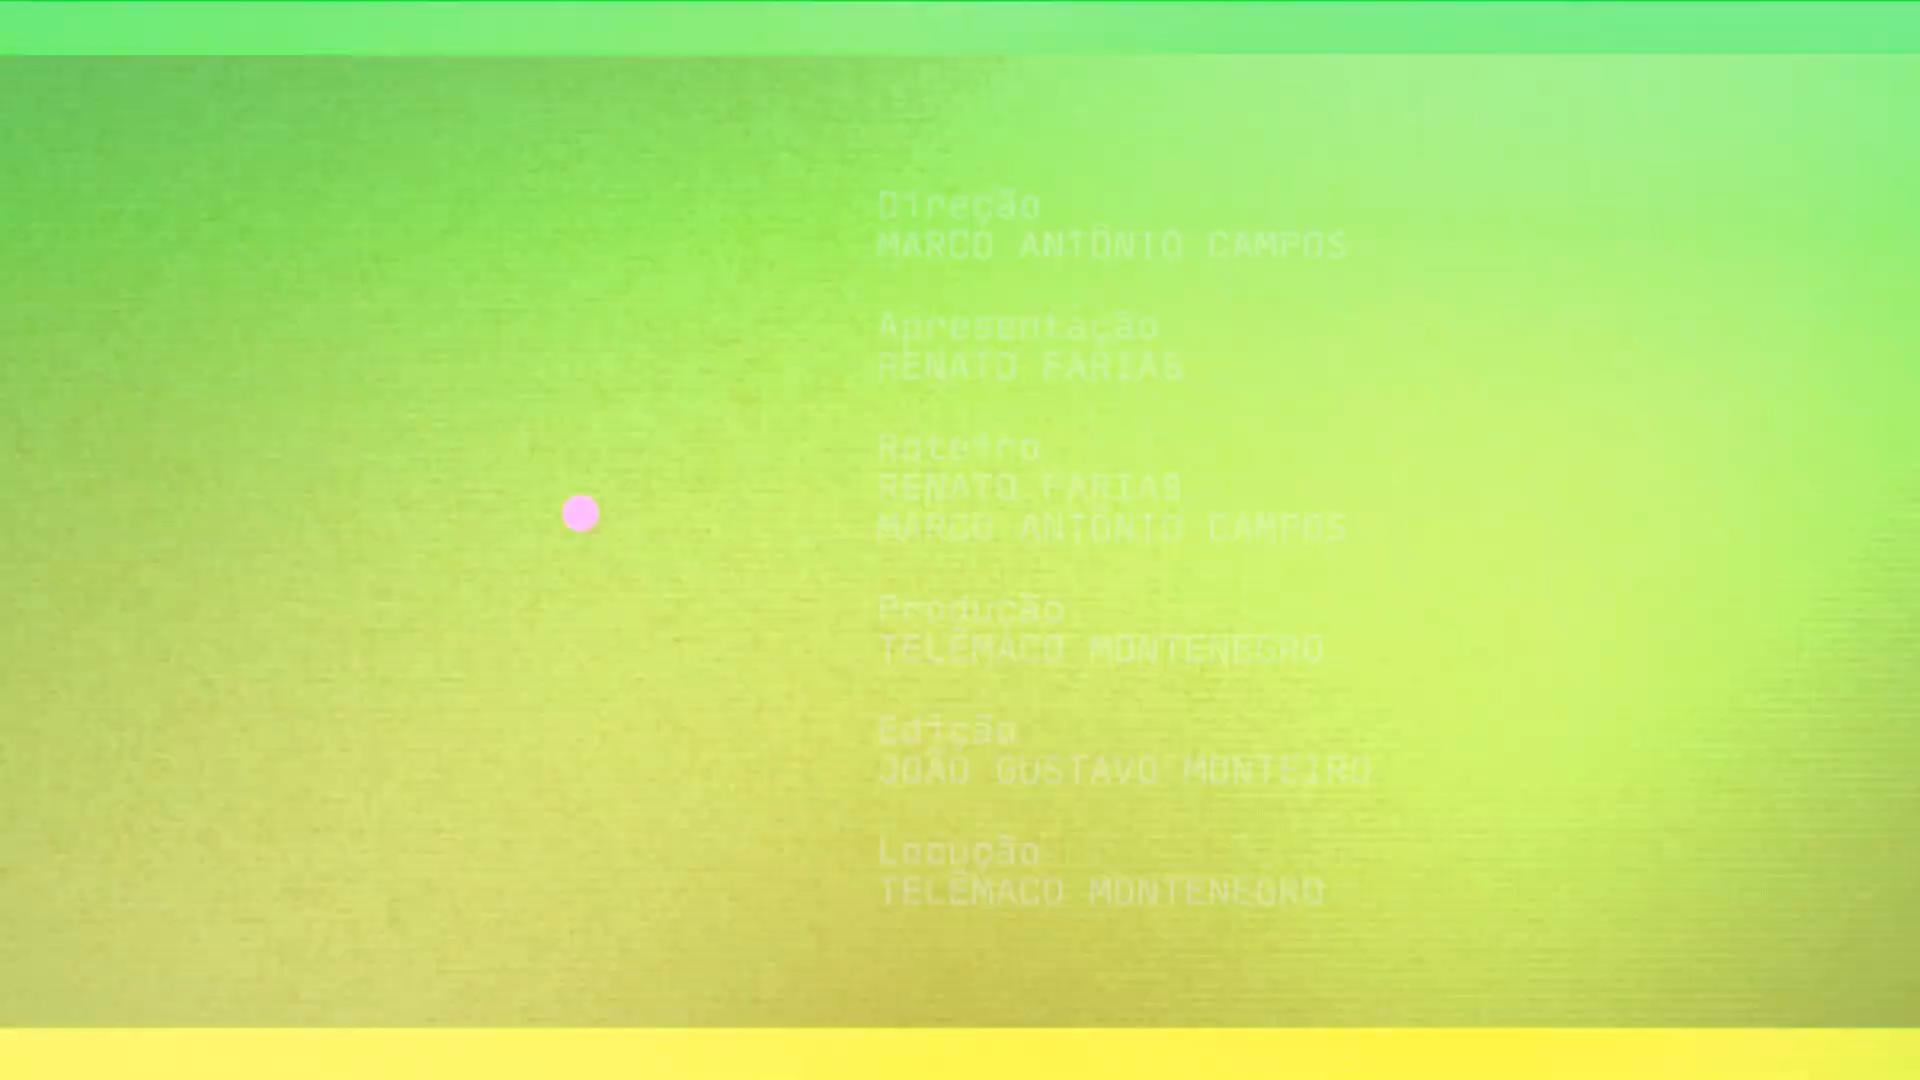 Direção
MARCO ANTÔNIO CAMPOS
Apresentação
RENATO FARIAS
Roteiro
RENATO FARIAS
MARCO ANTÔNIO CAMPOS
Produção
TELÊMACO MONTENEGRO
Edição
JOÃO GUSTAVO MONTEIRO
Locução
TELÊMACO MONTENEGRO